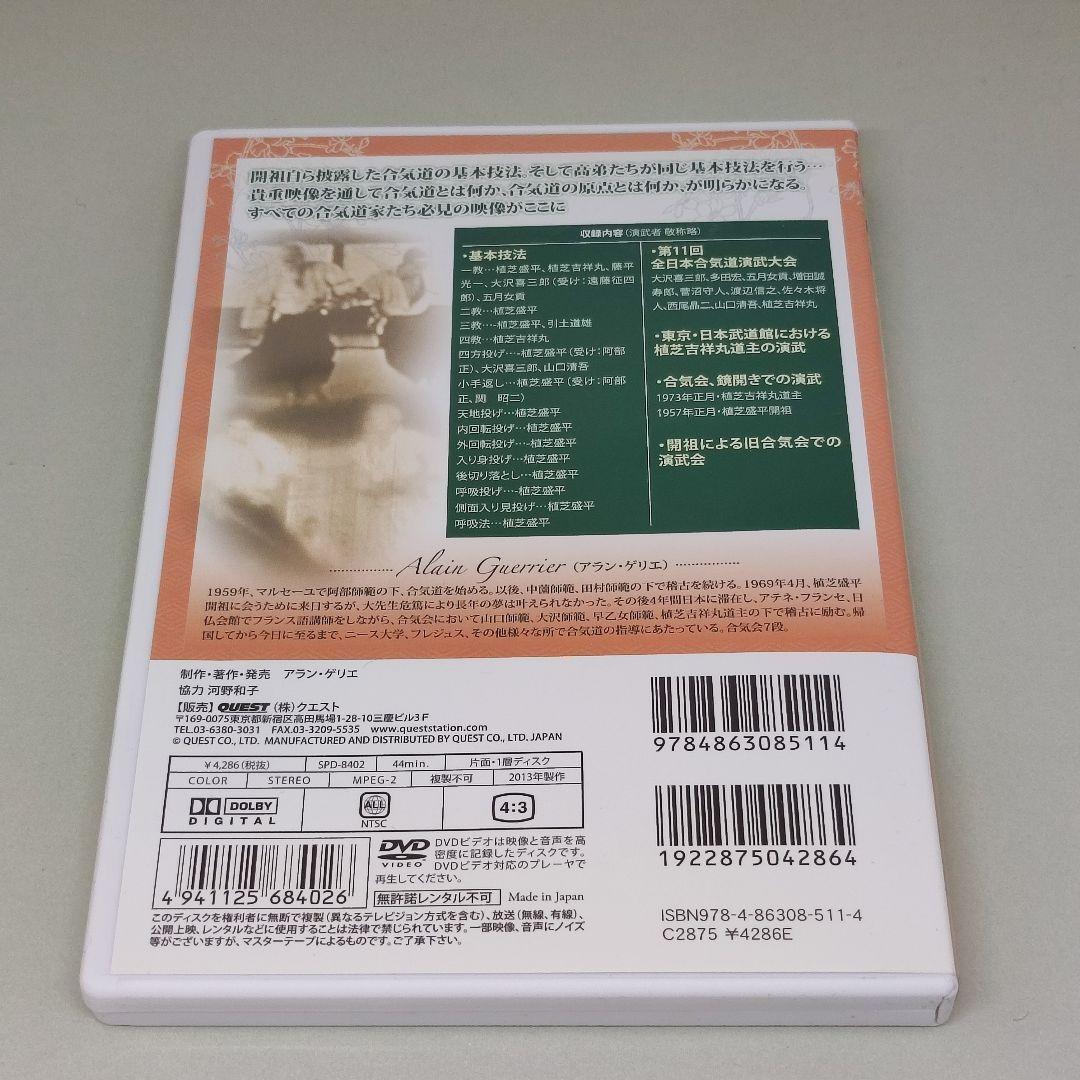 開祖自ら披露した合気道の基本技法。そして高弟たちが同じ基本技法を行う…
貴重映像を通して合気道とは何か、合気道の原点とは何か、が明らかになる。
すべての合気道家たち必見の映像がここに
収録内容(演武者 敬称略)
・基本技法
一教…植芝盛平、植芝吉祥丸、藤平
光一、大沢喜三郎(受け:遠藤征四
郎)、五月女貢
二教…植芝盛平
三教…-植芝盛平、引土道雄
四教…植芝吉祥丸
四方投げ…-植芝盛平(受け:阿部
正)、大沢喜三郎、山口清吾
小手返し…植芝盛平(受け:阿部
正、関 昭二)
天地投げ…植芝盛平
内回転投げ…植芝盛平
外回転投げ…-植芝盛平
入り身投げ…植芝盛平
後切り落とし…植芝盛平
呼吸投げ…-植芝盛平
側面入り見投げ…植芝盛平
呼吸法…植芝盛平
・第11回
全日本合気道演武大会
大沢喜三郎、多田宏、五月女貢、増田誠
寿郎、菅沼守人、渡辺信之、佐々木将
人、西尾晶二、山口清吾、植芝吉祥丸
・東京・日本武道館における
植芝吉祥丸道主の演武
・合気会、鏡開きでの演武
1973年正月・植芝吉祥丸道主
1957年正月・植芝盛平開祖
・開祖による旧合気会での
演武会
Alain Guerrier (アラン・ゲリエ)
1959年、マルセーユで阿部師範の下、合気道を始める。以後、中薗師範、田村師範の下で稽古を続ける。1969年4月、植芝盛平
開祖に会うために来日するが、大先生危篤により長年の夢は叶えられなかった。その後4年間日本に滞在し、アテネ・フランセ、日
仏会館でフランス語講師をしながら、合気会において山口師範、大沢師範、早乙女師範、植芝吉祥丸道主の下で稽古に励む。帰
国してから今日に至るまで、ニース大学、フレジュス、その他様々な所で合気道の指導にあたっている。合気会7段。
制作・著作・発売 アラン・ゲリエ
協力 河野和子
【販売】QUEST (株)クエスト
〒169-0075東京都新宿区高田馬場1-28-10三慶ビル3F
TEL.03-6380-3031 FAX.03-3209-5535 www.queststation.com
© QUEST CO., LTD. MANUFACTURED AND DISTRIBUTED BY QUEST CO., LTD. JAPAN
¥4,286(税抜) SPD-8402 44min. 片面・1層ディスク
COLOR STEREO MPEG-2 複製不可 2013年製作
DOLBY
DIGITAL
ALL
NTSC
4:3
4 941125 684026
DVD
VIDEO
DVDビデオは映像と音声を高
密度に記録したディスクです。
DVDビデオ対応のプレーヤで
再生してください。
無許諾レンタル不可 Made in Japan
このディスクを権利者に無断で複製(異なるテレビジョン方式を含む)、放送(無線、有線)、
公開上映、レンタルなどに使用することは法律で禁じられています。一部映像、音声にノイズ
等がございますが、マスターテープによるものです。ご了承下さい。
9784863085114
1922875042864
ISBN978-4-86308-511-4
C2875 ¥4286E